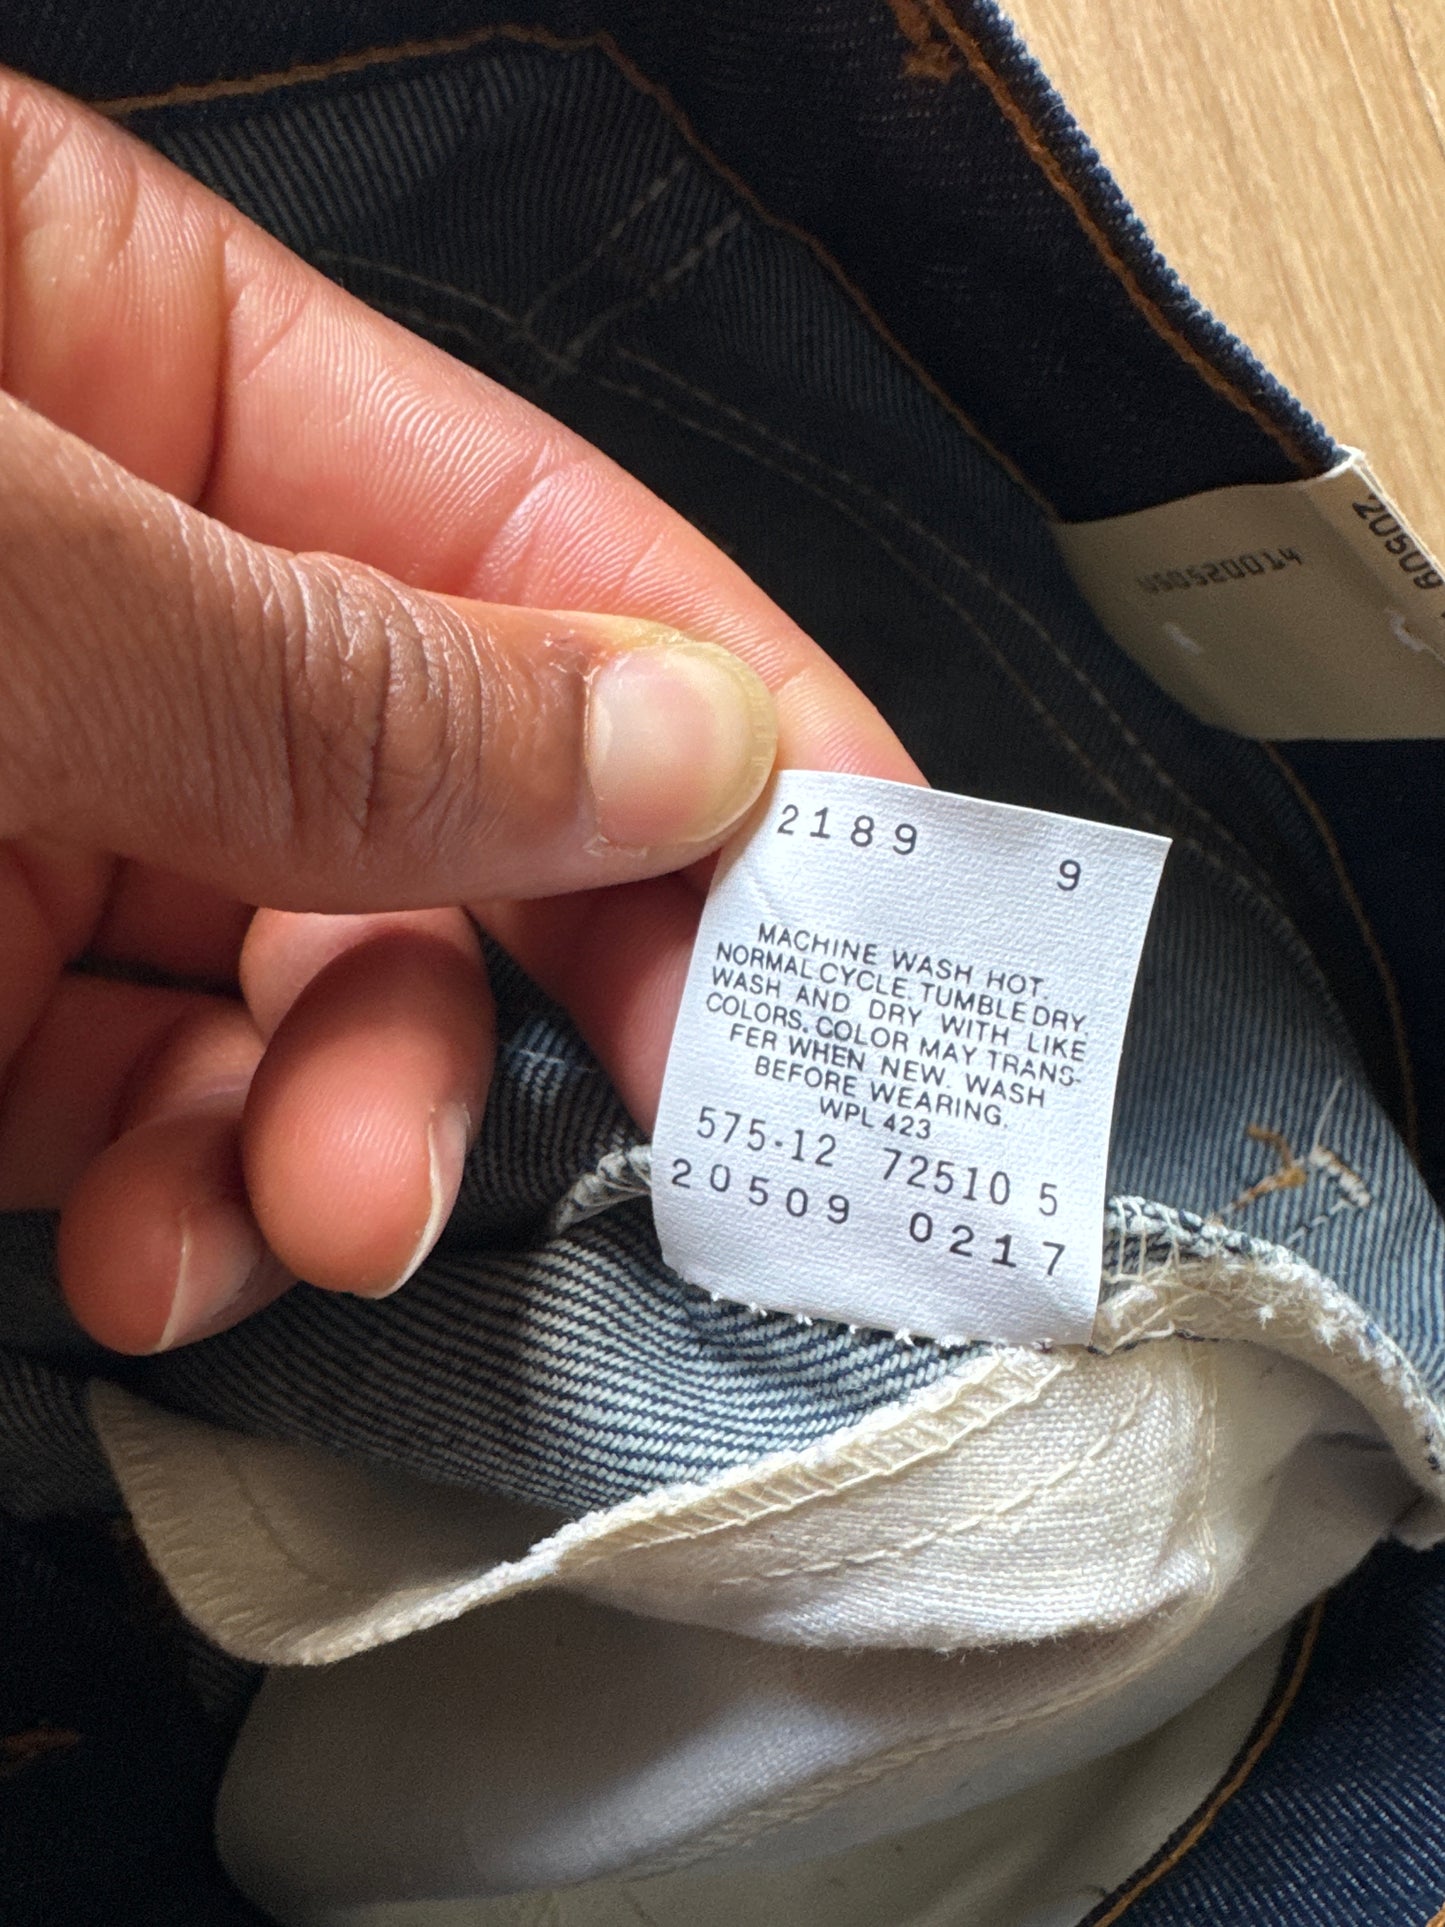 2189 9
MACHINE WASH HOT.
NORMAL CYCLE. TUMBLE DRY.
WASH AND DRY WITH LIKE
COLORS. COLOR MAY TRANS-
FER WHEN NEW. WASH
BEFORE WEARING.
WPL 423
575-12 72510 5
20509 0217
20509